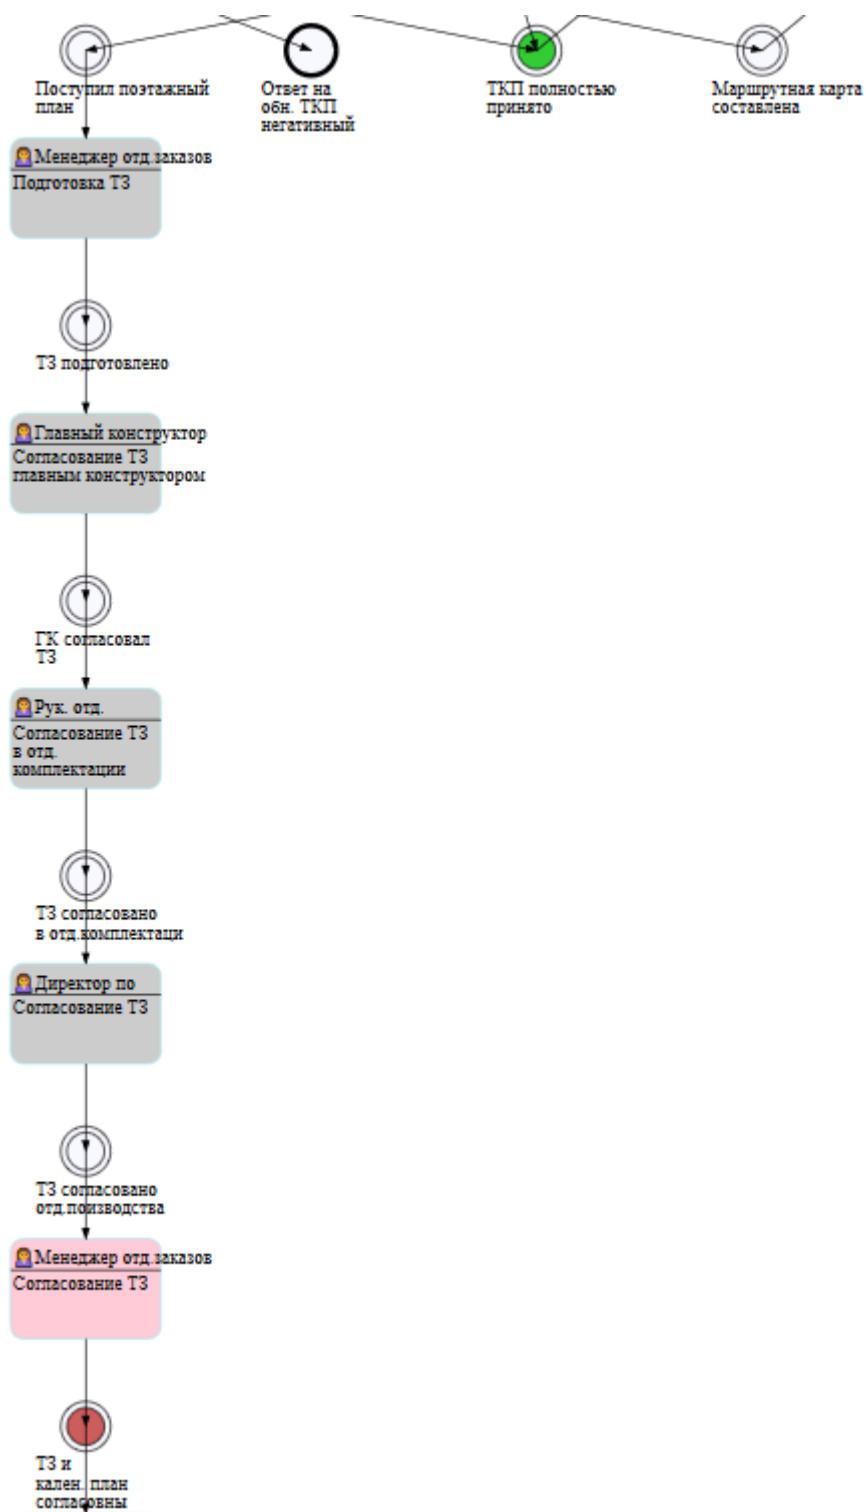 Поступил поэтажный
план
Ответ на
обн. ТКП
негативный
ТКП полностью
принято
Маршрутная карта
составлена
Менеджер отд.заказов
Подготовка ТЗ
ТЗ подготовлено
Главный конструктор
Согласование ТЗ
главным конструктором
ГК согласовал
ТЗ
Рук. отд.
Согласование ТЗ
в отд.
комплектации
ТЗ согласовано
в отд.комплектаци
Директор по
Согласование ТЗ
ТЗ согласовано
отд.поизводства
Менеджер отд.заказов
Согласование ТЗ
ТЗ и
кален. план
согласовны